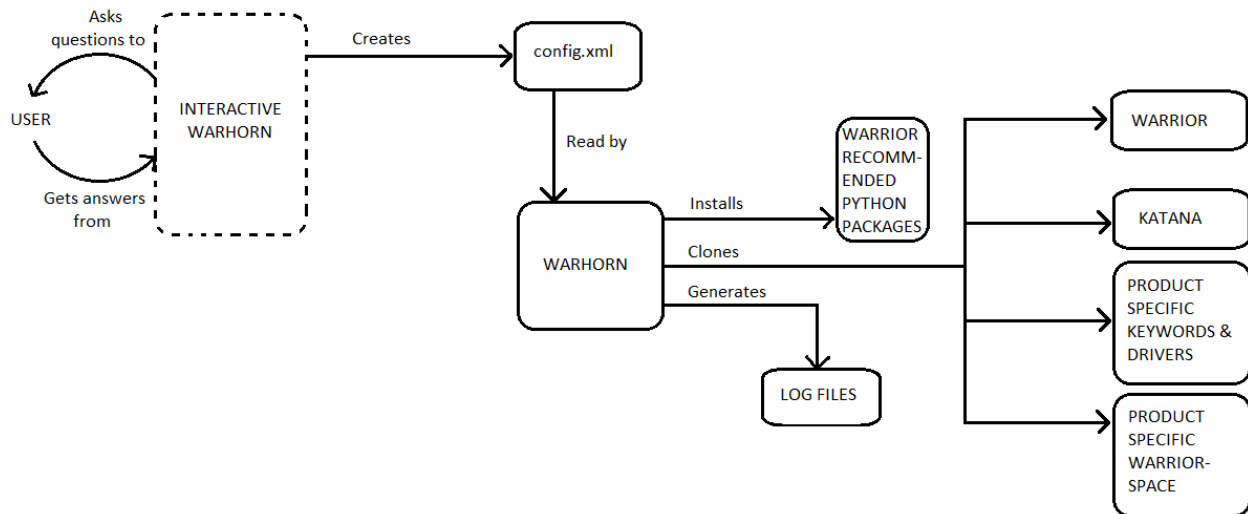 Asks
questions to
USER
Gets answers
from
INTERACTIVE
WARHORN
Creates
config.xml
Read by
WARHORN
Installs
WARRIOR
RECOMM-
ENDED
PYTHON
PACKAGES
Clones
Generates
LOG FILES
WARRIOR
KATANA
PRODUCT
SPECIFIC
KEYWORDS &
DRIVERS
PRODUCT
SPECIFIC
WARRIOR-
SPACE